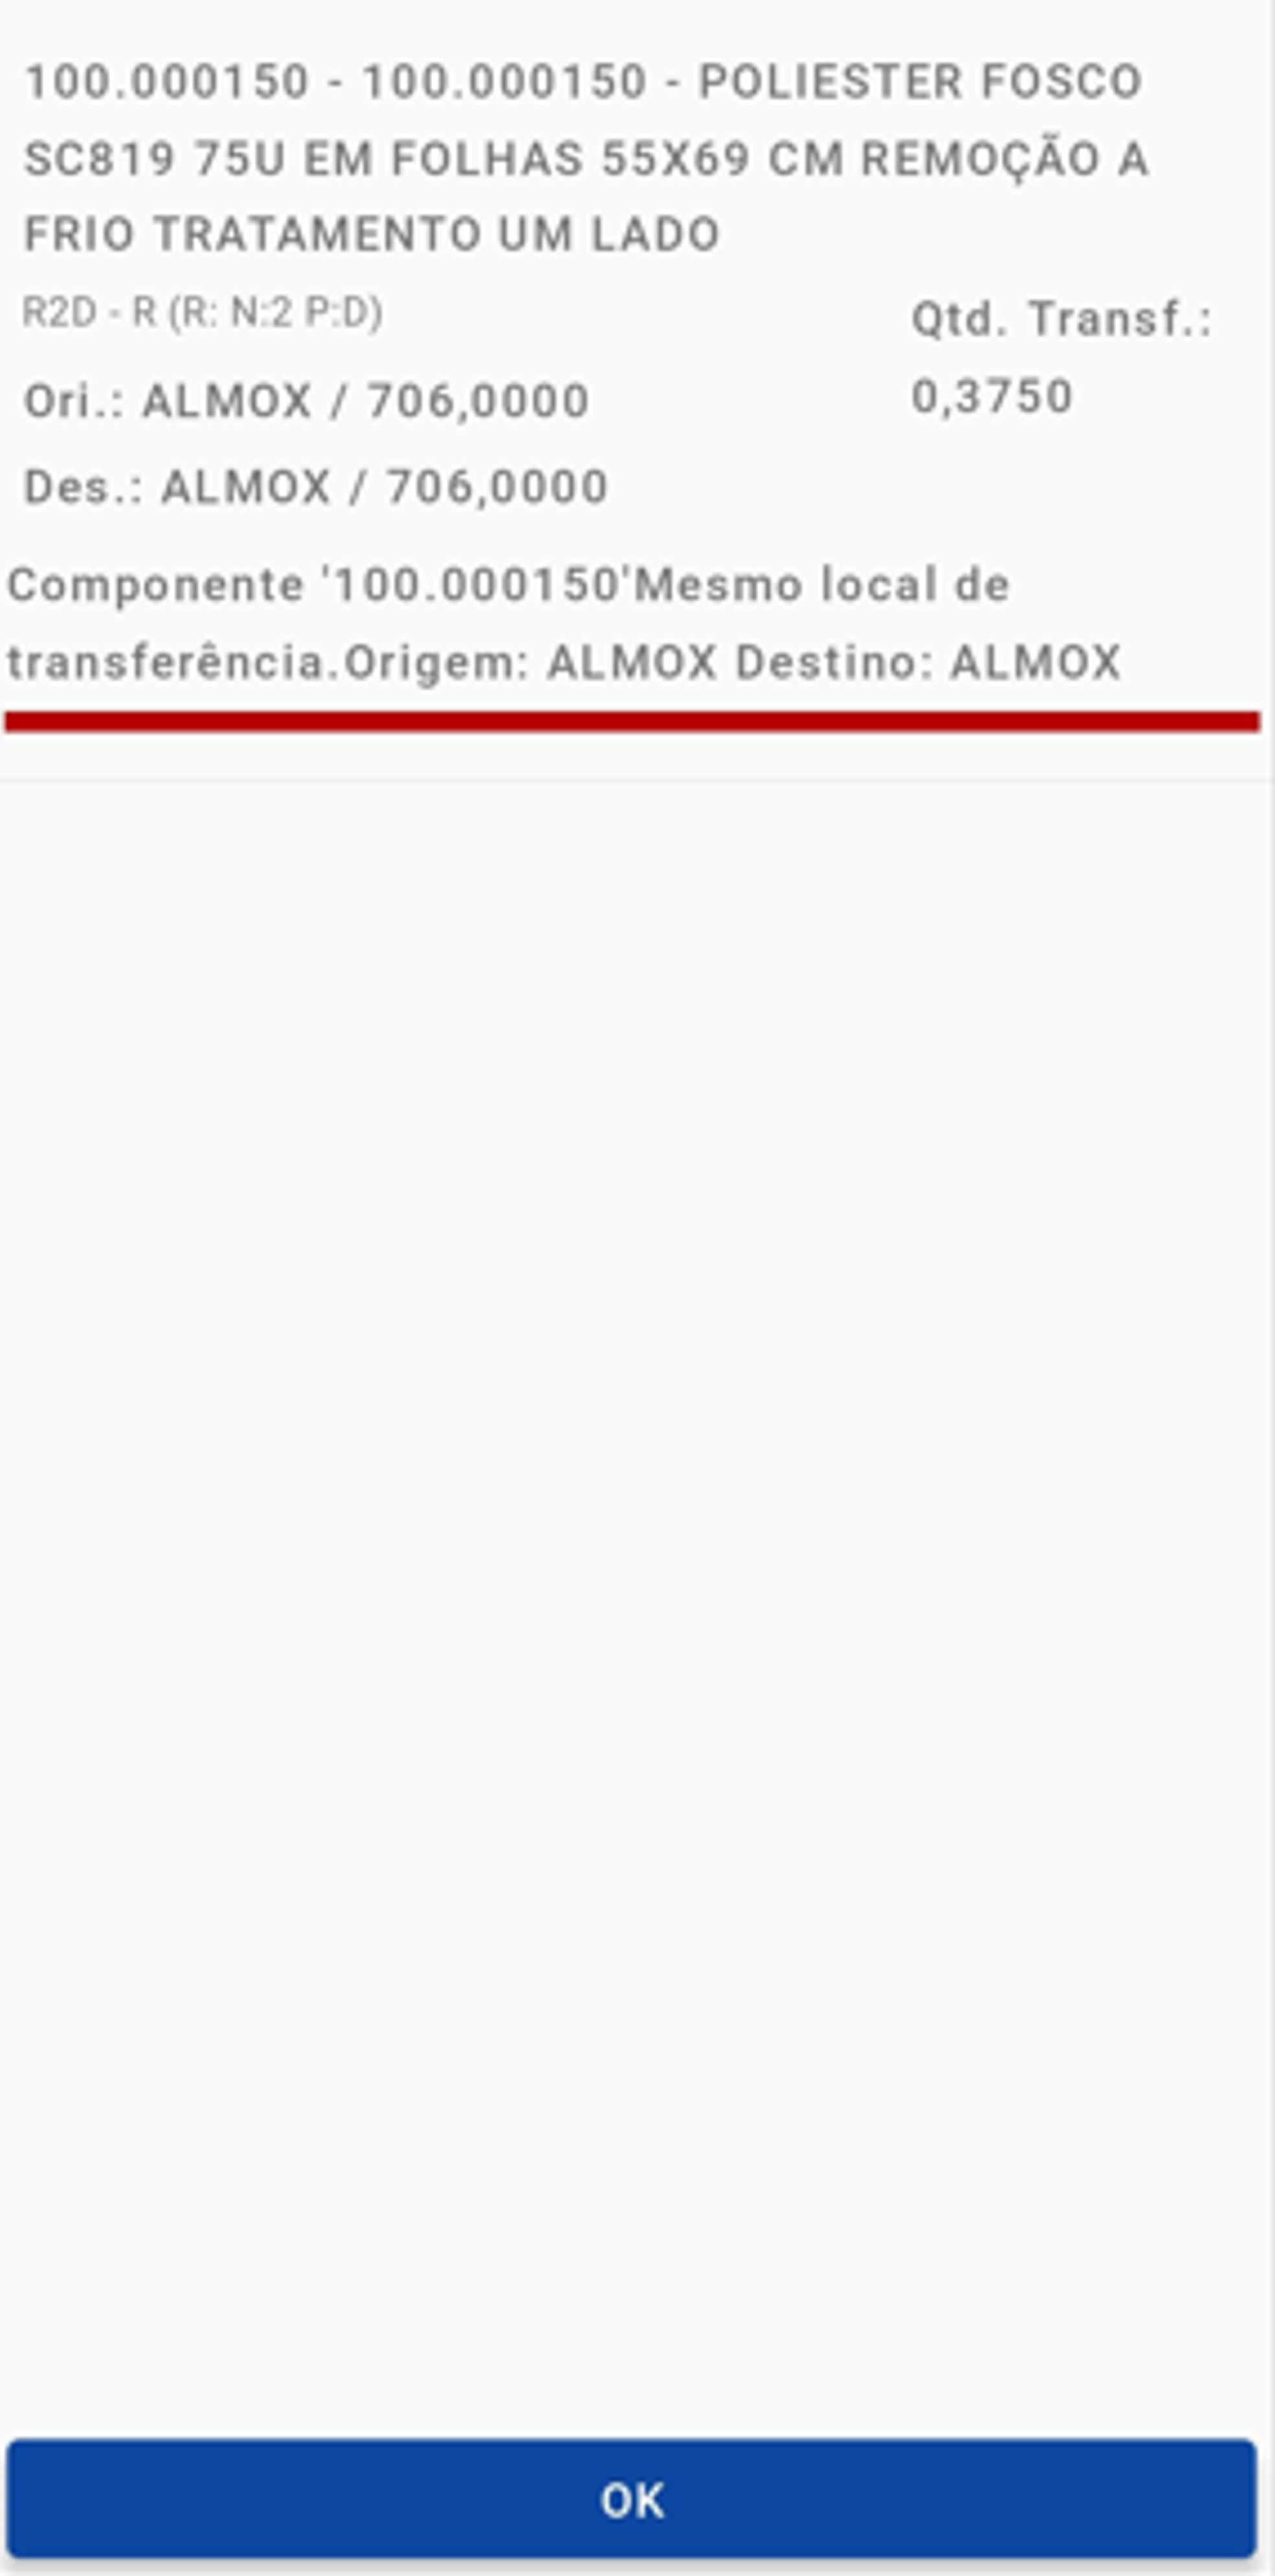 100.000150 - 100.000150 - POLIESTER FOSCO
SC819 75U EM FOLHAS 55X69 CM REMOÇÃO A
FRIO TRATAMENTO UM LADO
R2D - R (R: N:2 P:D)
Qtd. Transf.:
Ori.: ALMOX / 706,0000
0,3750
Des.: ALMOX / 706,0000
Componente '100.000150'Mesmo local de
transferência.Origem: ALMOX Destino: ALMOX
OK